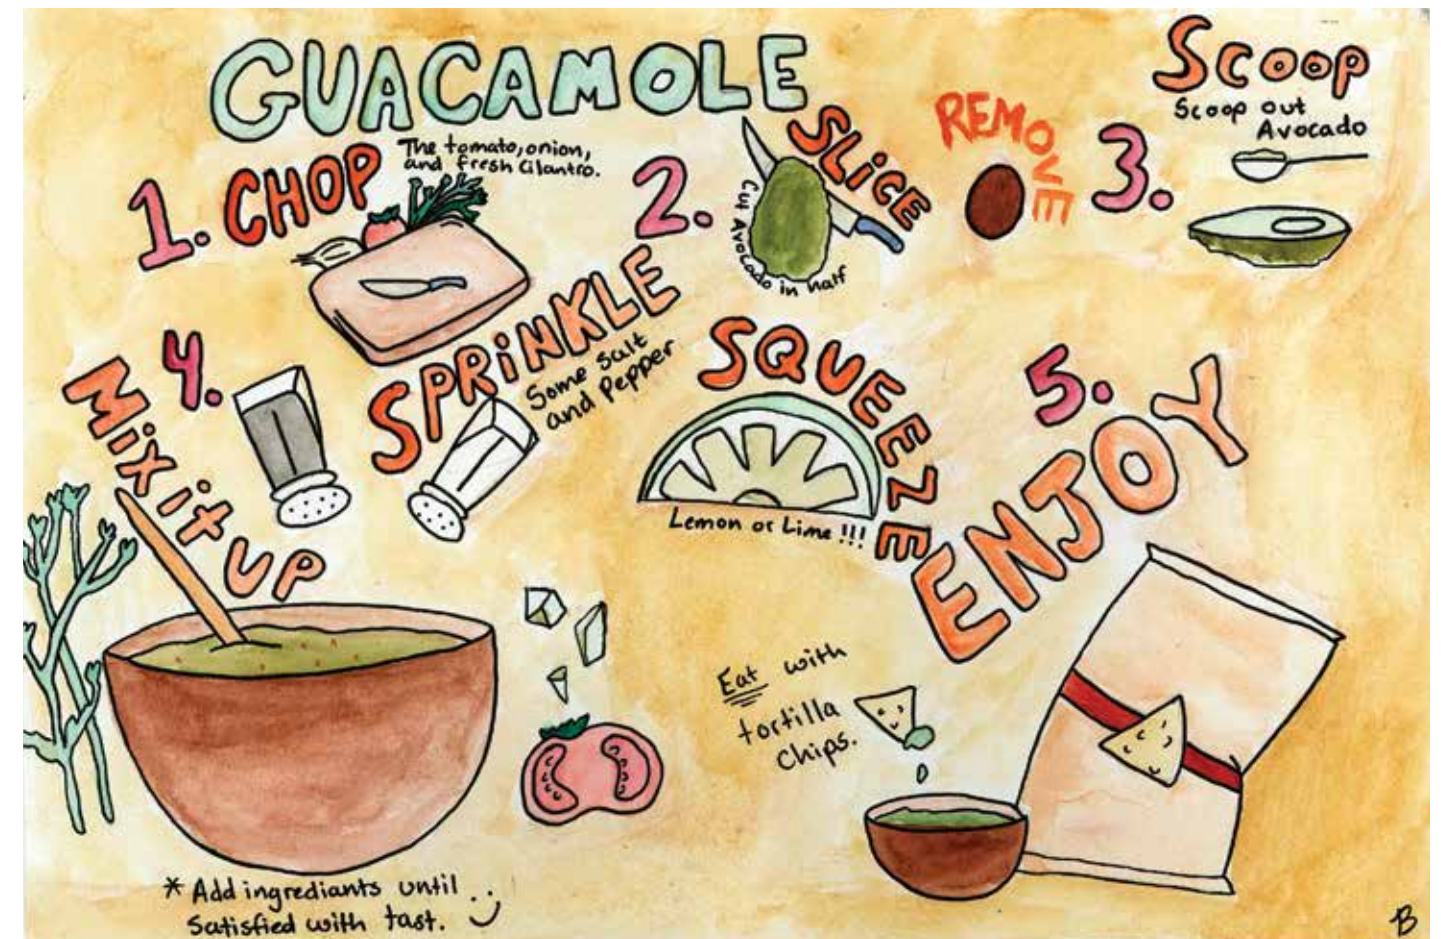 GUACAMOLE
1. CHOP
The tomato, onion,
and fresh Cilantro.
2. SLiCE
Cut Avocado in half
REMOVE
3. Scoop
Scoop out
Avocado
4. Mix it UP
SPRiNKLE
Some Salt
and Pepper
SQUEEZE
Lemon or Lime !!!
5. ENJOY
Eat with
tortilla
Chips.
* Add ingrediants until
Satisfied with tast.
B